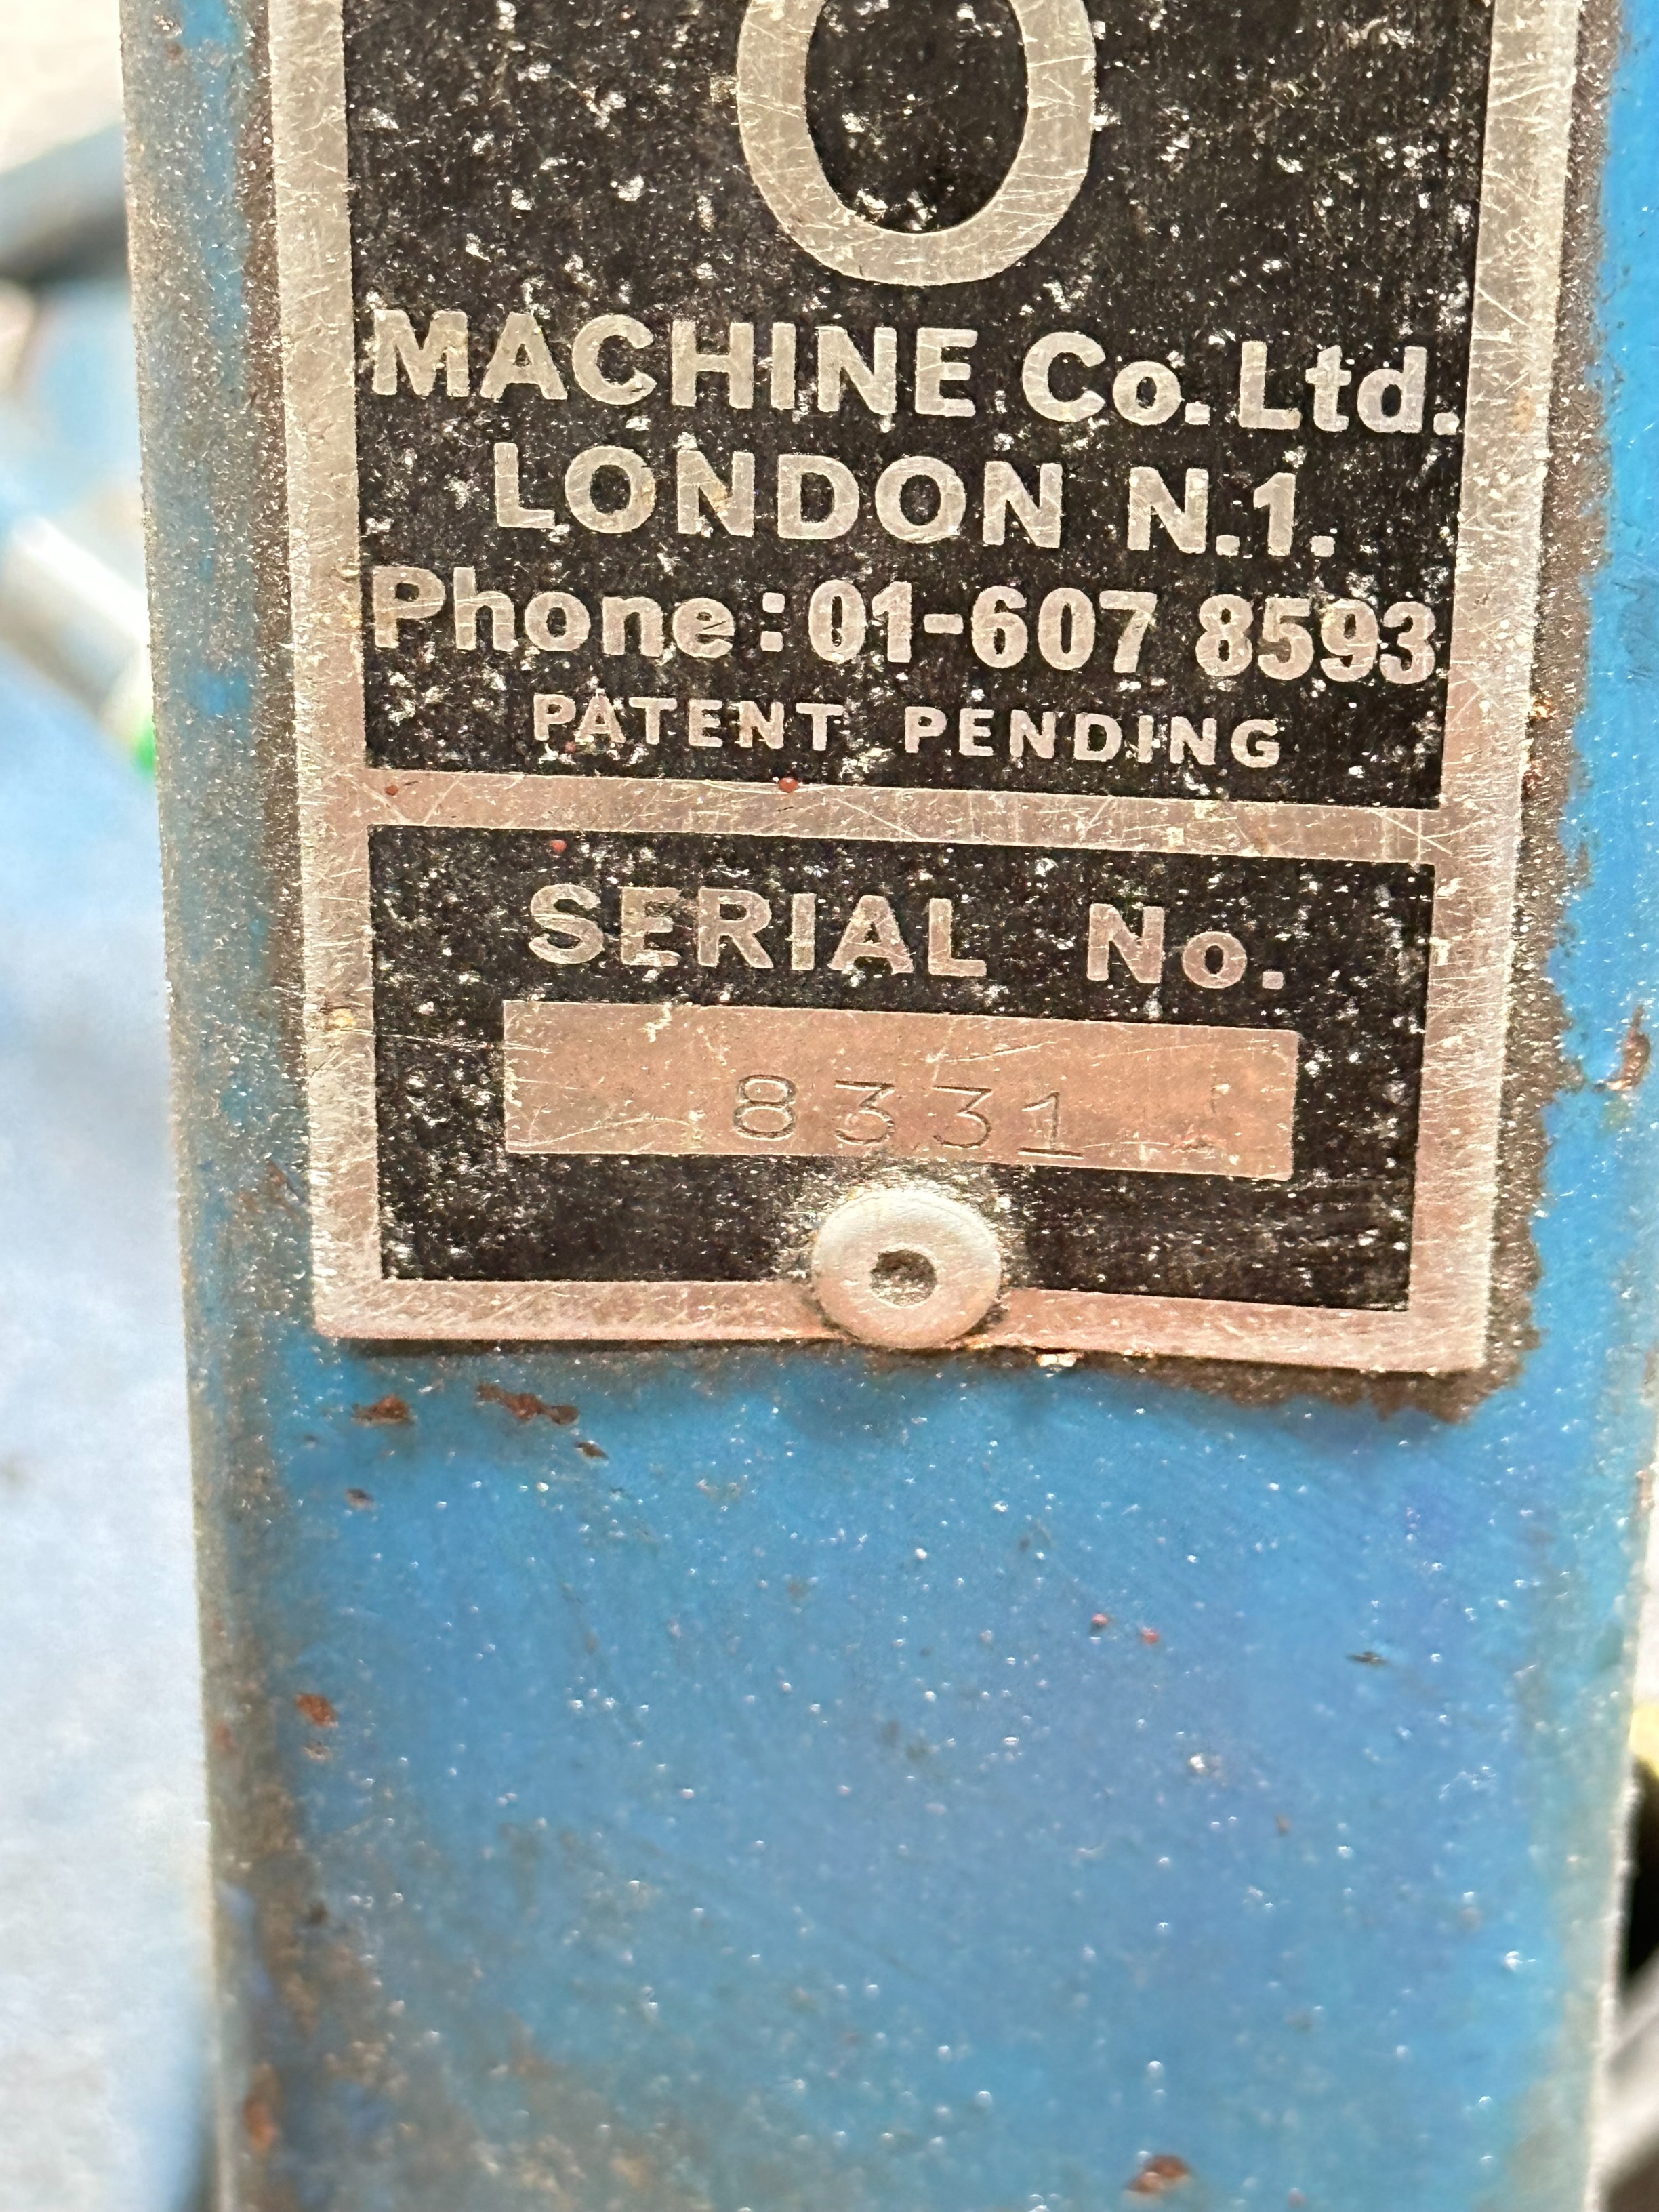 O
MACHINE Co. Ltd.
LONDON N.1.
Phone: 01-607 8593
PATENT PENDING
SERIAL No.
8331